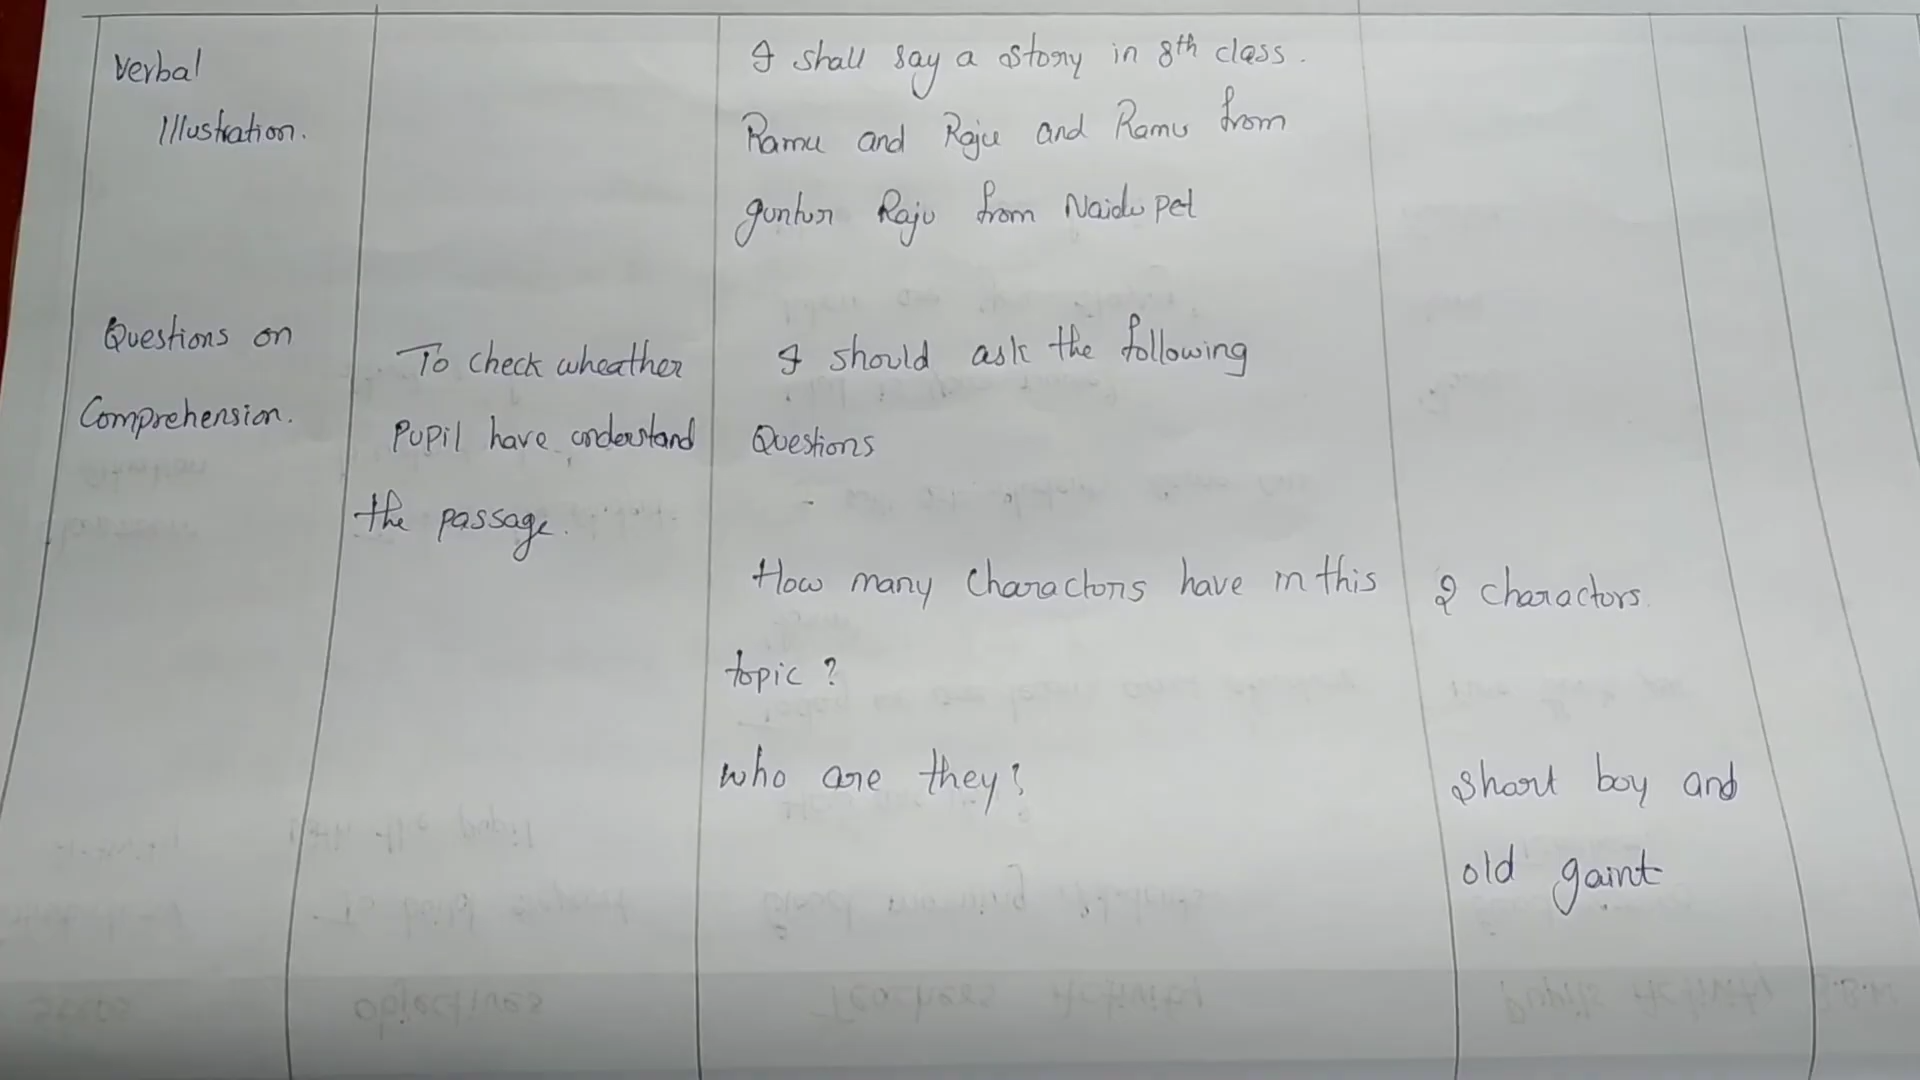 Verbal
Illustration.
I shall say a story in 8th class.
Ramu and Raju and Ramu from
guntur Raju from Naidu pet
Questions on
Comprehension.
To check wheather
Pupil have understand
the passage.
I should ask the following
Questions
How many Charactors have in this
topic ?
who are they?
2 charactors.
short boy and
old gaint